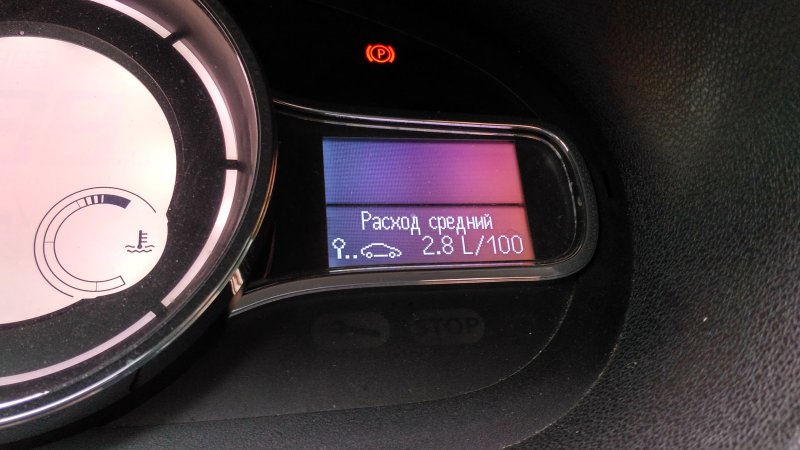 P
Расход средний
2.8 L/100
STOP